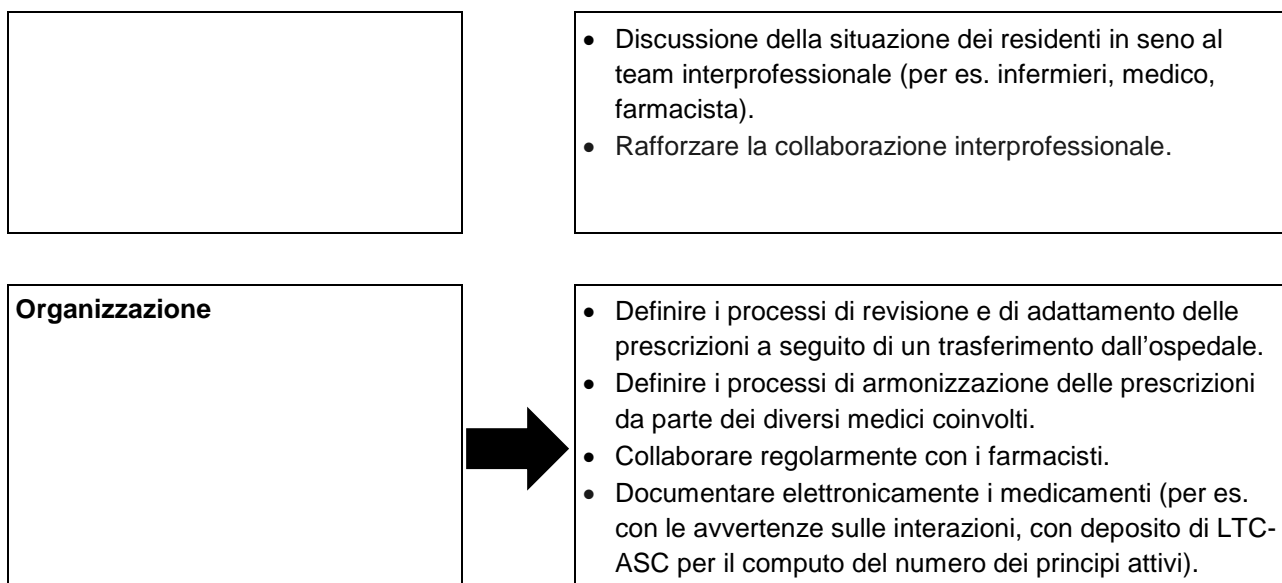 • Discussione della situazione dei residenti in seno al
team interprofessionale (per es. infermieri, medico,
farmacista).
• Rafforzare la collaborazione interprofessionale.
Organizzazione
• Definire i processi di revisione e di adattamento delle
prescrizioni a seguito di un trasferimento dall’ospedale.
• Definire i processi di armonizzazione delle prescrizioni
da parte dei diversi medici coinvolti.
• Collaborare regolarmente con i farmacisti.
• Documentare elettronicamente i medicamenti (per es.
con le avvertenze sulle interazioni, con deposito di LTC-
ASC per il computo del numero dei principi attivi).